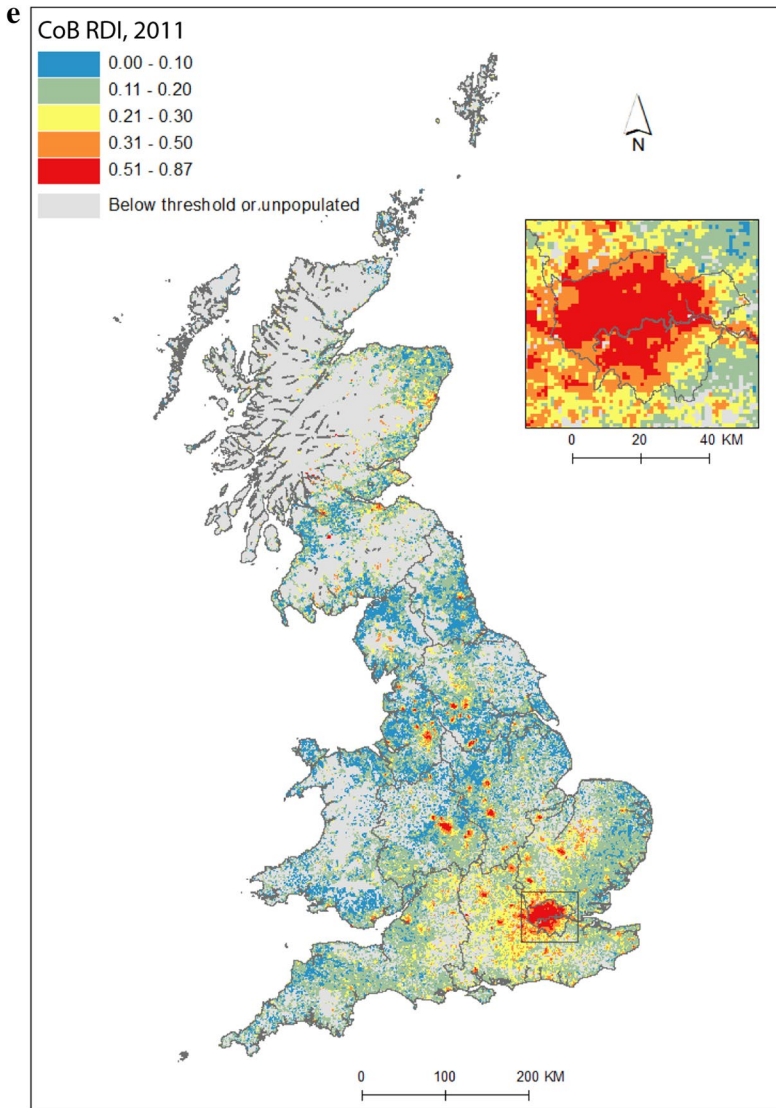 e
CoB RDI, 2011
0.00 - 0.10
0.11 - 0.20
0.21 - 0.30
0.31 - 0.50
0.51 - 0.87
Below threshold or.unpopulated
N
0 20 40 KM
0 100 200 KM